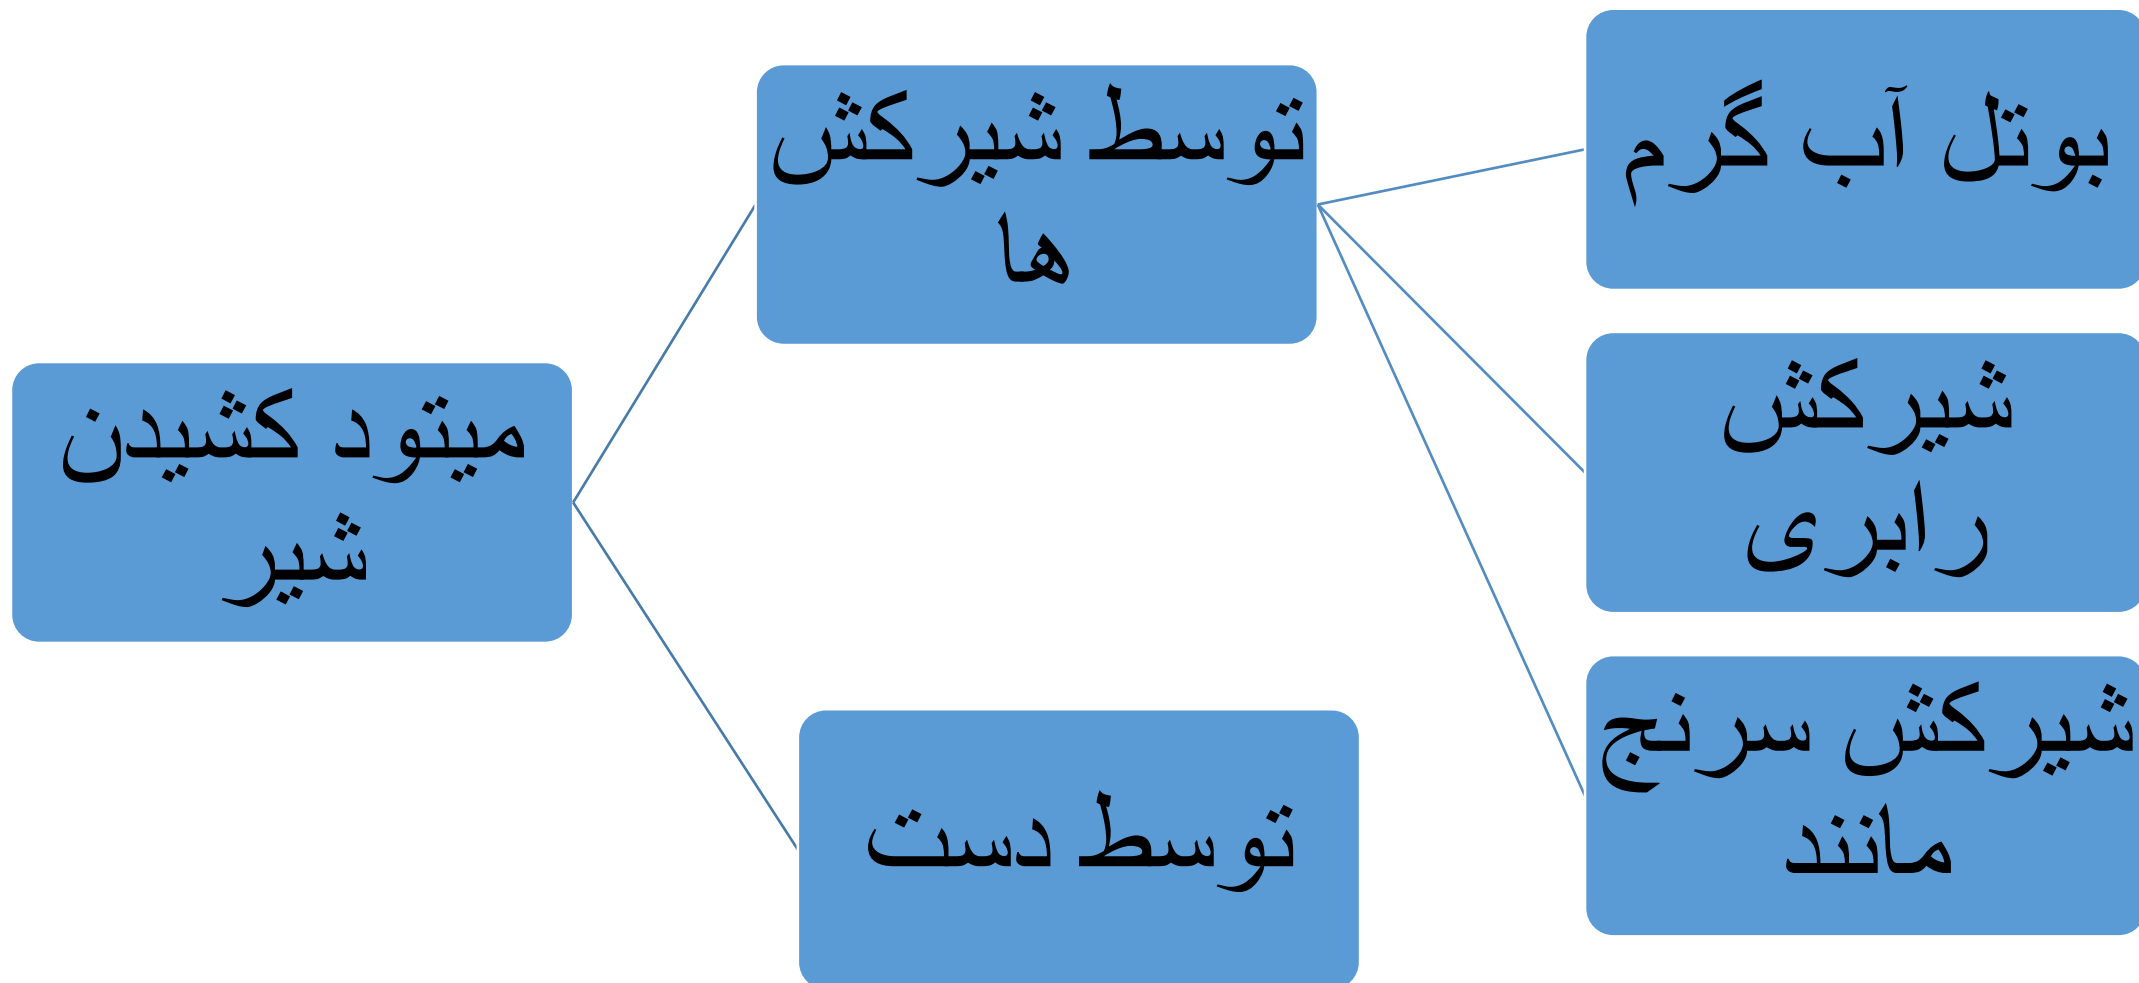 میتود کشیدن
شیر
توسط شیرکش
ها
توسط دست
بوتل آب گرم
شیرکش
رابری
شیرکش سرنج
مانند